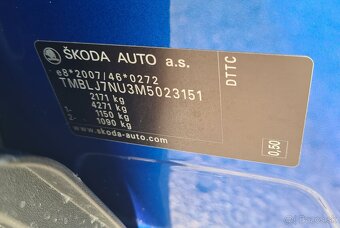 ŠKODA AUTO a.s.
e8*2007/46*0272
TMBLJ7NU3M5023151
2171 kg
4271 kg
1- 1150 kg
2- 1090 kg
www.skoda-auto.com
DTTC
0,50